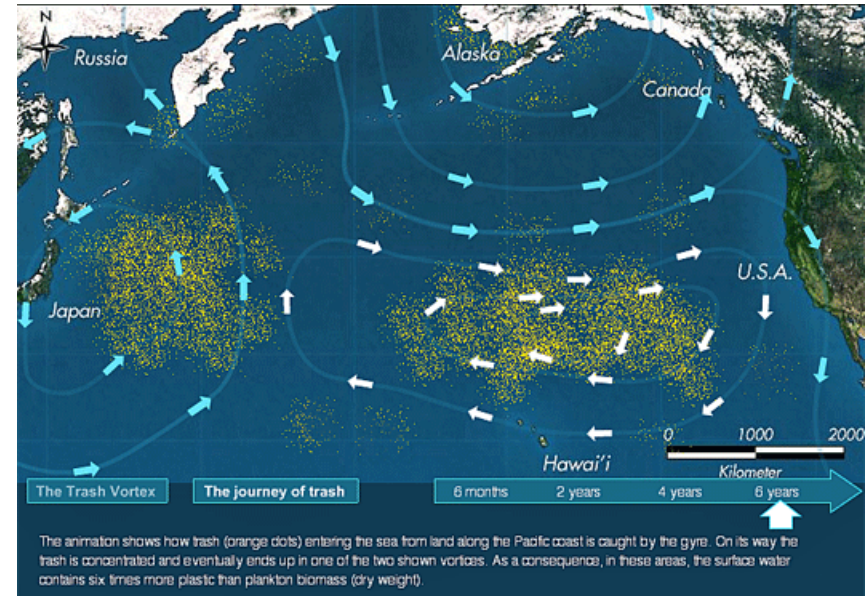 N
Russia
Alaska
Canada
U.S.A.
Japan
0 1000 2000
Hawai'i
Kilometer
The Trash Vortex
The journey of trash
6 months 2 years 4 years 6 years
The animation shows how trash (orange dots) entering the sea from land along the Pacific coast is caught by the gyre. On its way the
trash is concentrated and eventually ends up in one of the two shown vortices. As a consequence, in these areas, the surface water
contains six times more plastic than plankton biomass (dry weight).